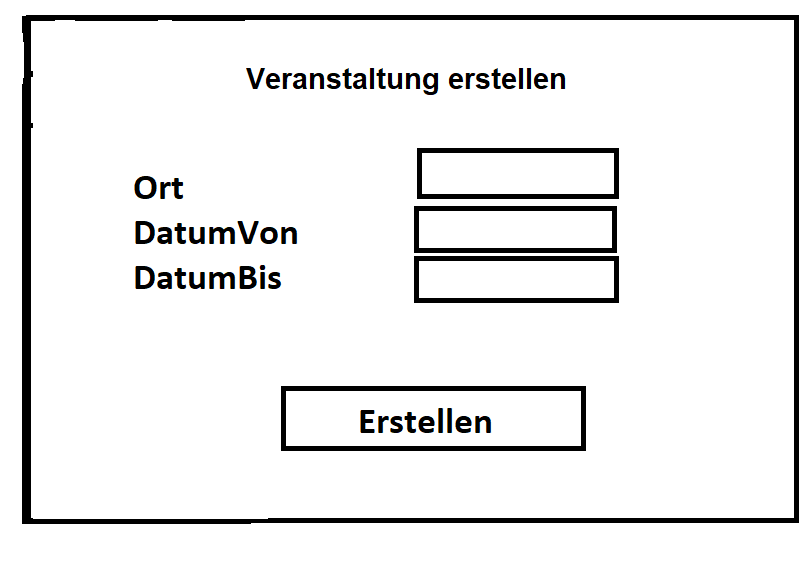 Veranstaltung erstellen
Ort
DatumVon
DatumBis
Erstellen